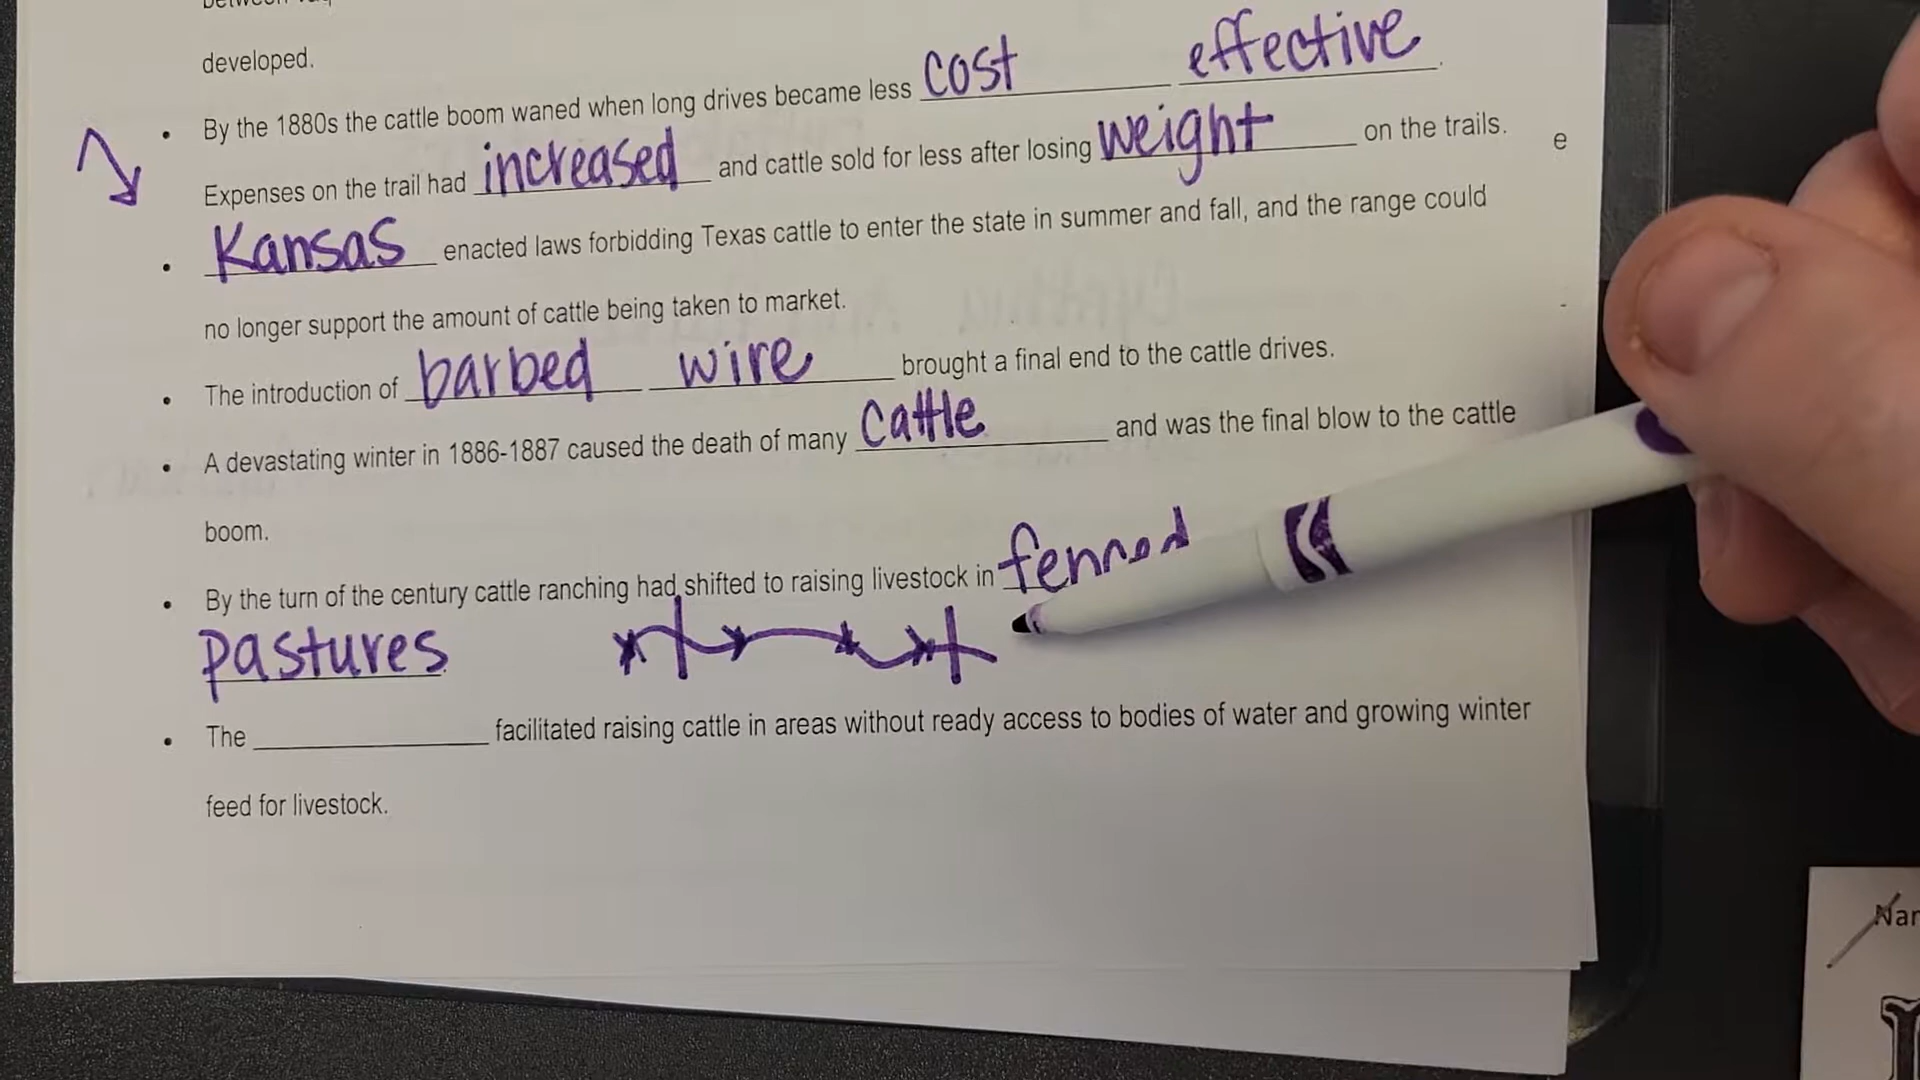 developed.
By the 1880s the cattle boom waned when long drives became less cost effective.
Expenses on the trail had increased and cattle sold for less after losing weight on the trails.
e
Kansas enacted laws forbidding Texas cattle to enter the state in summer and fall, and the range could
no longer support the amount of cattle being taken to market.
The introduction of barbed wire brought a final end to the cattle drives.
A devastating winter in 1886-1887 caused the death of many cattle and was the final blow to the cattle
boom.
By the turn of the century cattle ranching had shifted to raising livestock in
pastures
The ______ facilitated raising cattle in areas without ready access to bodies of water and growing winter
feed for livestock.